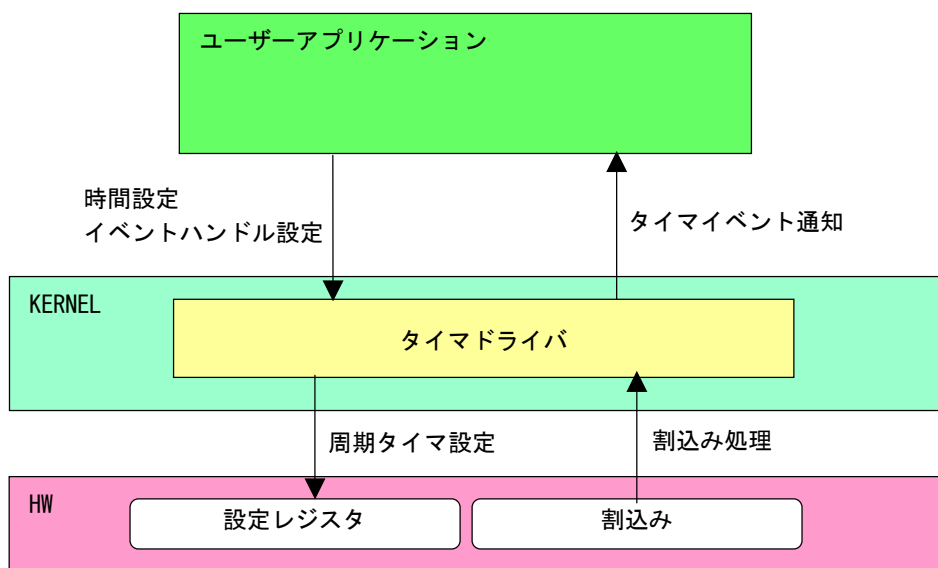 ユーザーアプリケーション
時間設定
イベントハンドル設定
タイマイベント通知
KERNEL
タイマドライバ
周期タイマ設定
割込み処理
HW
設定レジスタ
割込み